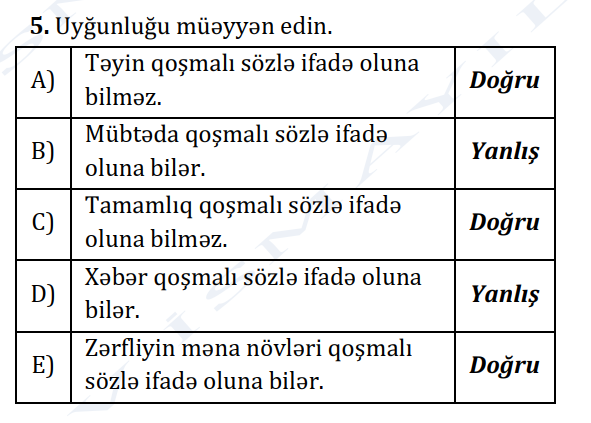 5. Uyğunluğu müəyyən edin.
A) Təyin qoşmalı sözlə ifadə oluna bilməz. Doğru
B) Mübtəda qoşmalı sözlə ifadə oluna bilər. Yanlış
C) Tamamlıq qoşmalı sözlə ifadə oluna bilməz. Doğru
D) Xəbər qoşmalı sözlə ifadə oluna bilər. Yanlış
E) Zərfliyin məna növləri qoşmalı sözlə ifadə oluna bilər. Doğru